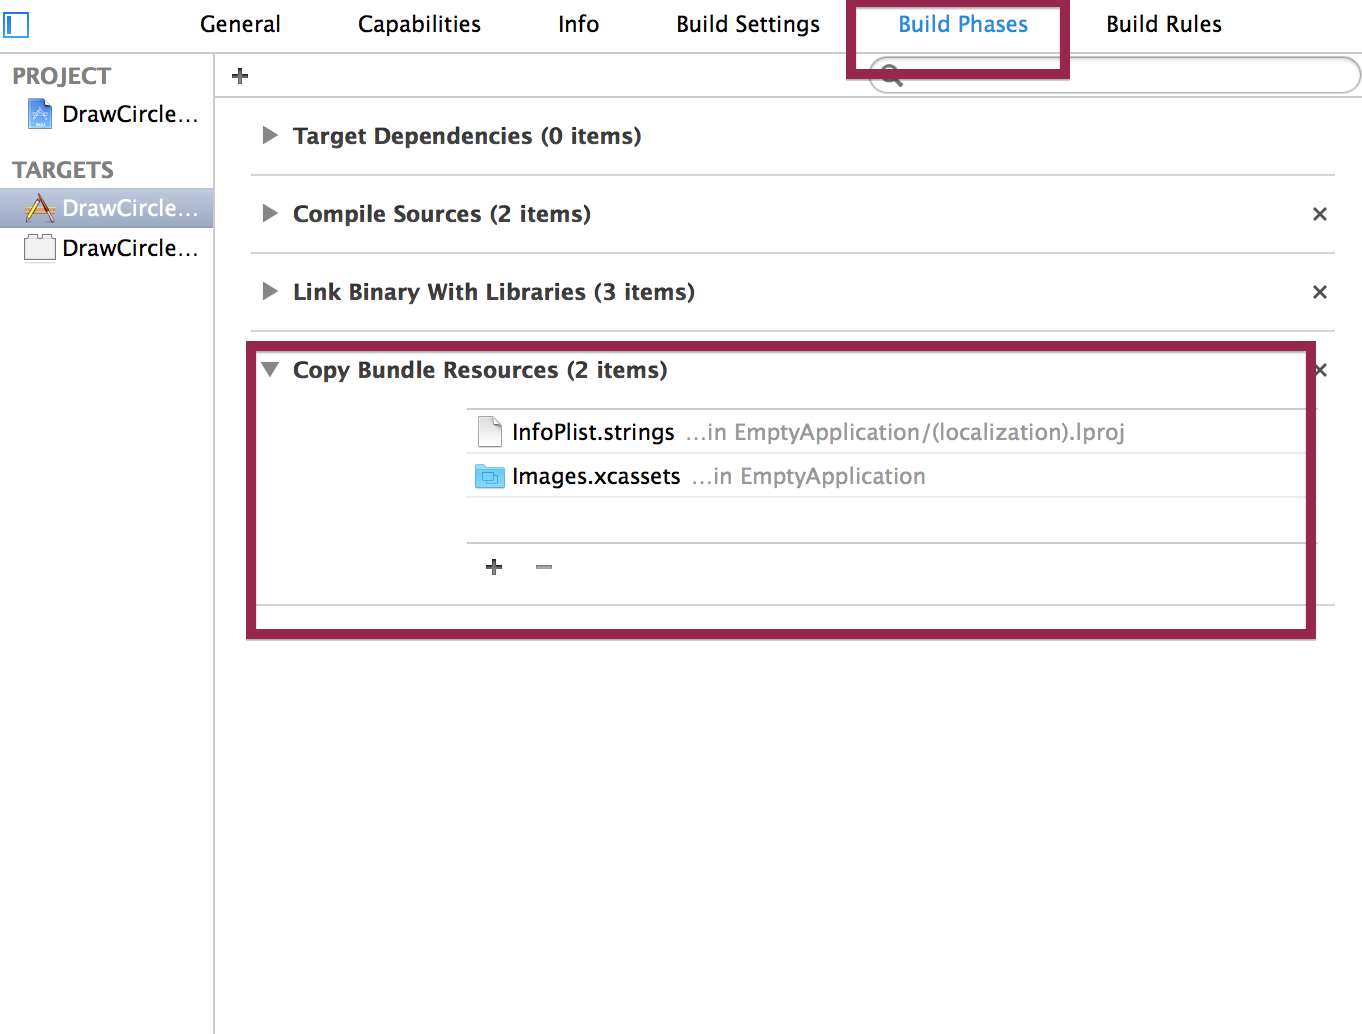 General Capabilities Info Build Settings Build Phases Build Rules
PROJECT
DrawCircle...
TARGETS
DrawCircle...
DrawCircle...
Target Dependencies (0 items)
Compile Sources (2 items)
Link Binary With Libraries (3 items)
Copy Bundle Resources (2 items)
InfoPlist.strings ...in EmptyApplication/(localization).lproj
Images.xcassets ...in EmptyApplication